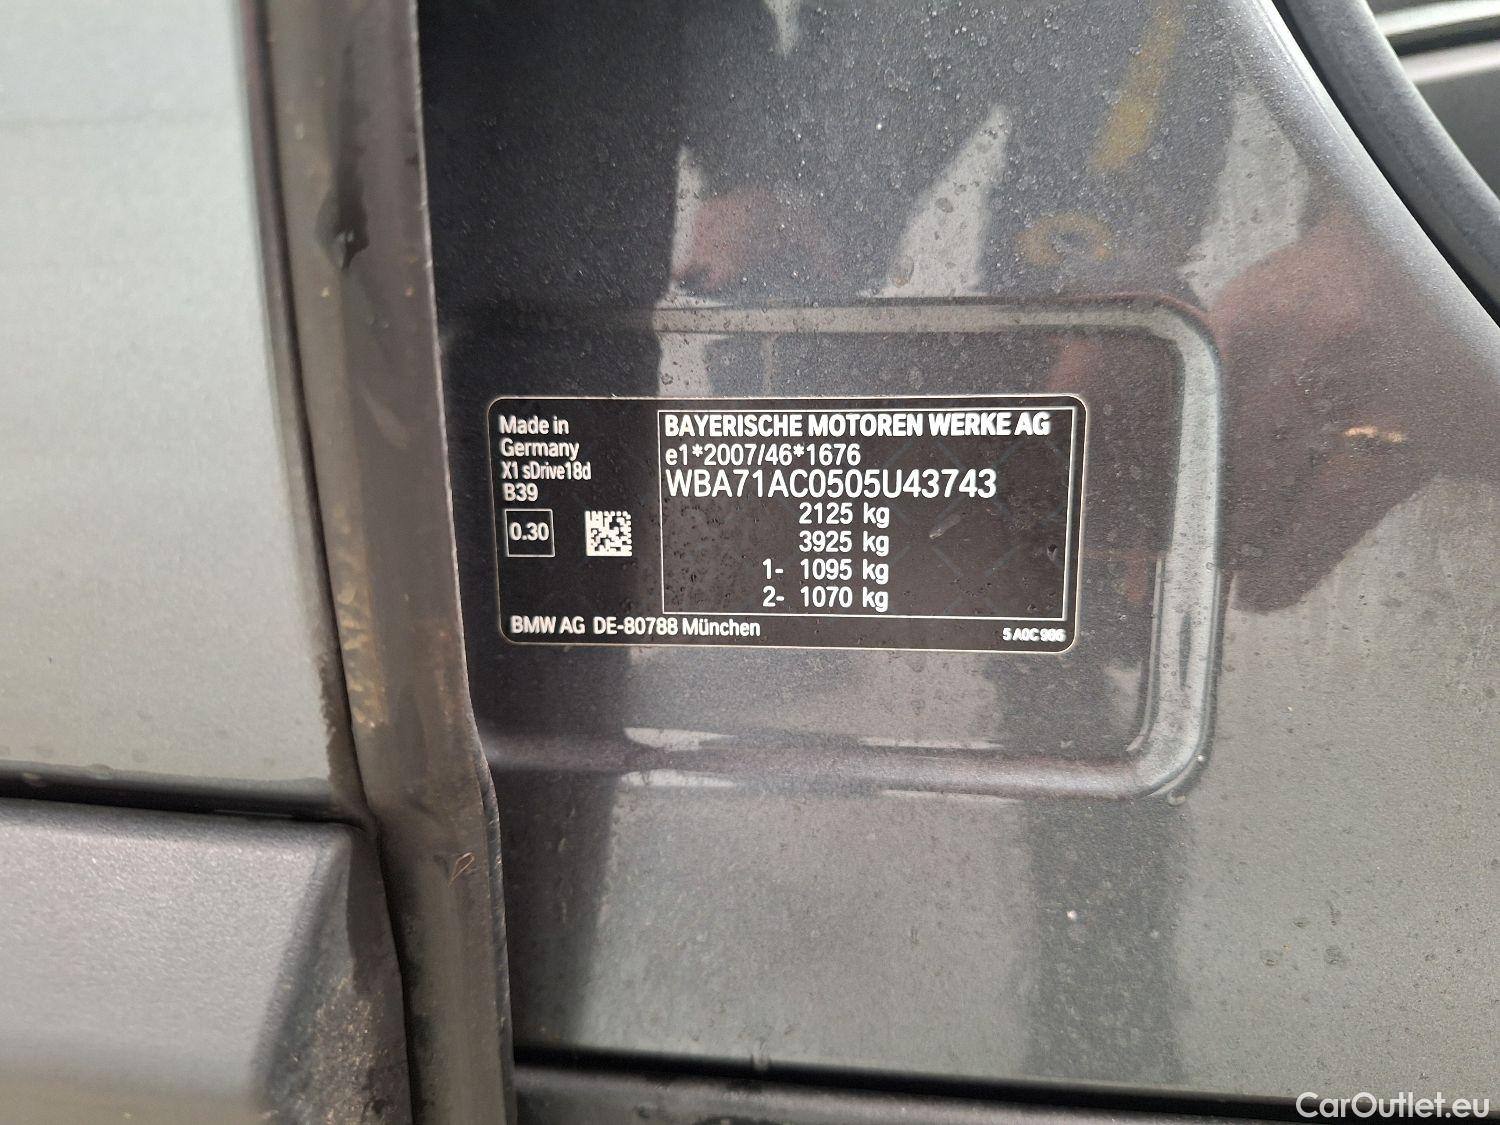 Made in
Germany
X1 sDrive18d
B39
0.30
BAYERISCHE MOTOREN WERKE AG
e1*2007/46*1676
WBA71AC0505U43743
2125 kg
3925 kg
1- 1095 kg
2- 1070 kg
BMW AG DE-80788 München
5 A0C 906
CarOutlet.eu